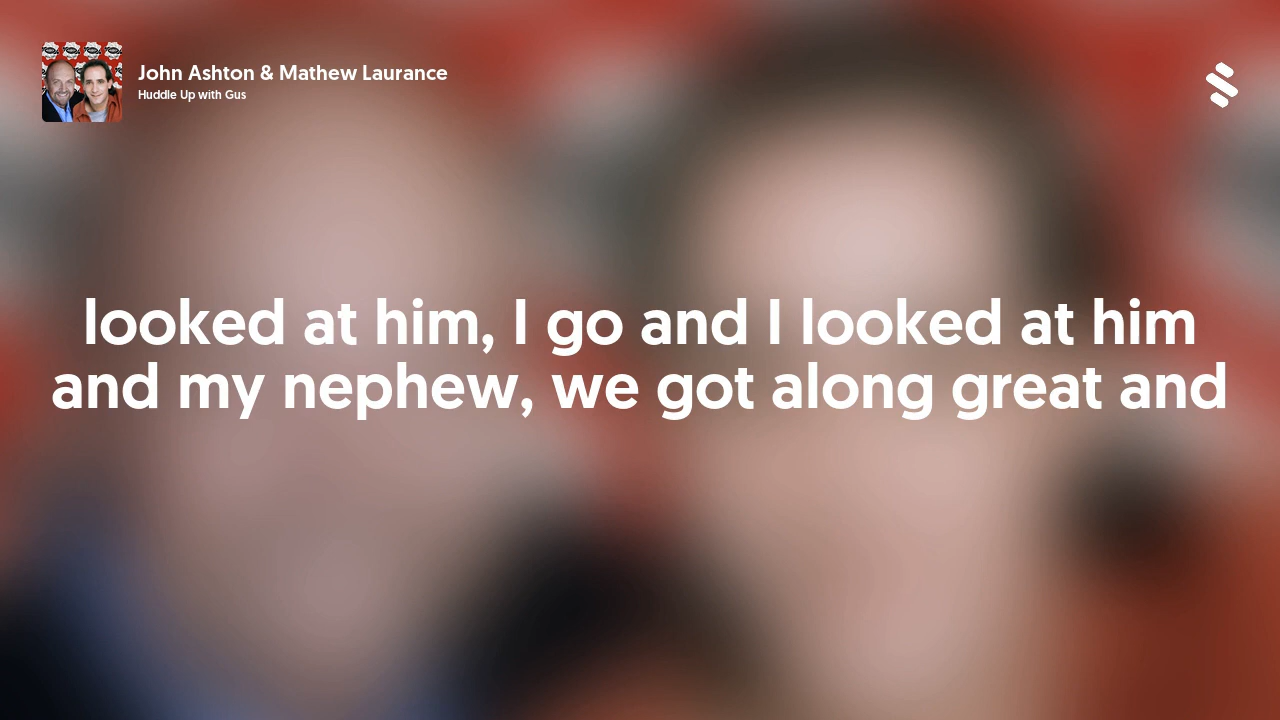 John Ashton & Mathew Laurance
Huddle Up with Gus
looked at him, I go and I looked at him
and my nephew, we got along great and